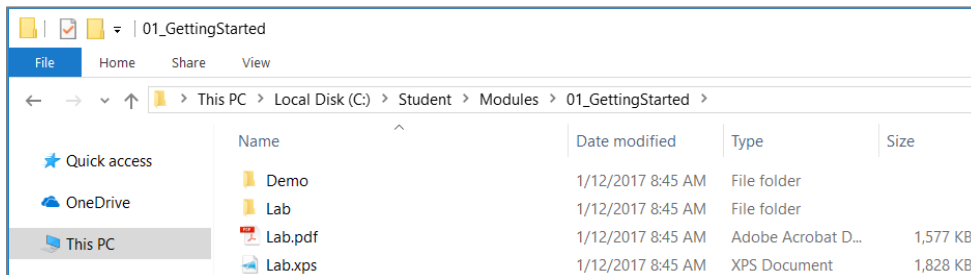 01_GettingStarted
File Home Share View
This PC > Local Disk (C:) > Student > Modules > 01_GettingStarted >
Name Date modified Type Size
Quick access
Demo 1/12/2017 8:45 AM File folder
OneDrive
Lab 1/12/2017 8:45 AM File folder
This PC
Lab.pdf 1/12/2017 8:45 AM Adobe Acrobat D... 1,577 KB
Lab.xps 1/12/2017 8:45 AM XPS Document 1,828 KB